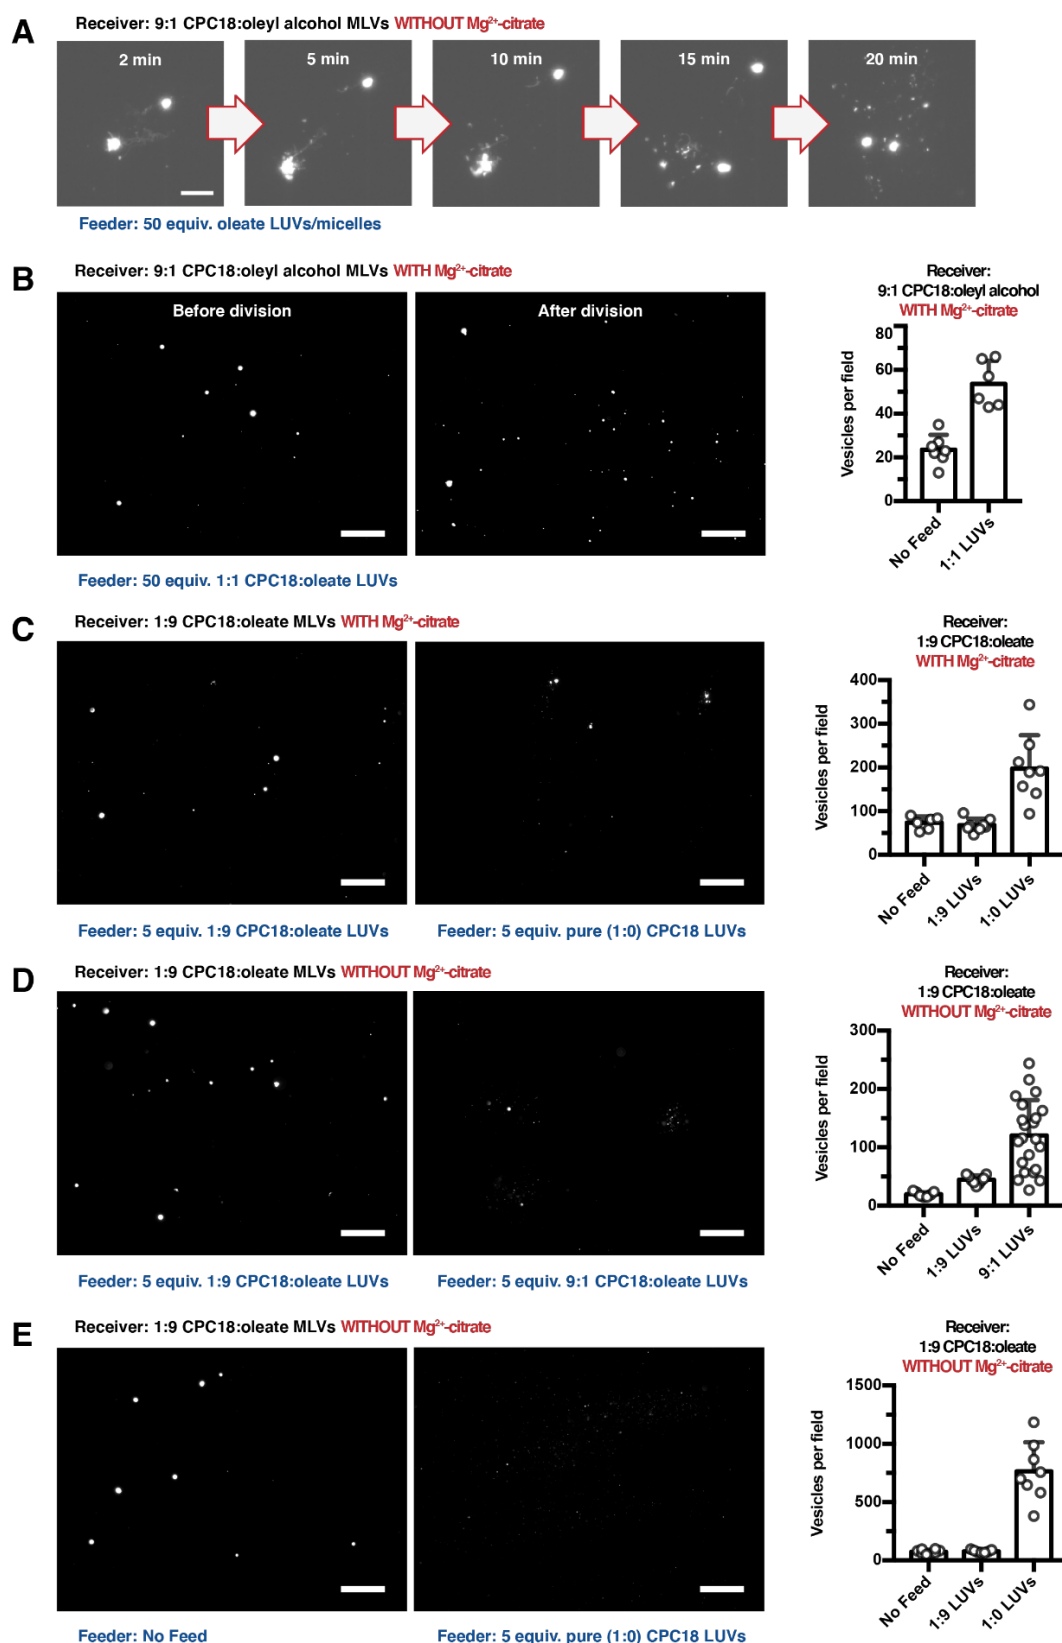 A
Receiver: 9:1 CPC18:oleyl alcohol MLVs WITHOUT Mg²⁺-citrate
2 min
5 min
10 min
15 min
20 min
Feeder: 50 equiv. oleate LUVs/micelles
B
Receiver: 9:1 CPC18:oleyl alcohol MLVs WITH Mg²⁺-citrate
Before division
After division
Feeder: 50 equiv. 1:1 CPC18:oleate LUVs
Receiver:
9:1 CPC18:oleyl alcohol
WITH Mg²⁺-citrate
Vesicles per field
80
60
40
20
0
No Feed
1:1 LUVs
C
Receiver: 1:9 CPC18:oleate MLVs WITH Mg²⁺-citrate
Feeder: 5 equiv. 1:9 CPC18:oleate LUVs
Feeder: 5 equiv. pure (1:0) CPC18 LUVs
Receiver:
1:9 CPC18:oleate
WITH Mg²⁺-citrate
Vesicles per field
400
300
200
100
0
No Feed
1:9 LUVs
1:0 LUVs
D
Receiver: 1:9 CPC18:oleate MLVs WITHOUT Mg²⁺-citrate
Feeder: 5 equiv. 1:9 CPC18:oleate LUVs
Feeder: 5 equiv. 9:1 CPC18:oleate LUVs
Receiver:
1:9 CPC18:oleate
WITHOUT Mg²⁺-citrate
Vesicles per field
300
200
100
0
No Feed
1:9 LUVs
9:1 LUVs
E
Receiver: 1:9 CPC18:oleate MLVs WITHOUT Mg²⁺-citrate
Feeder: No Feed
Feeder: 5 equiv. pure (1:0) CPC18 LUVs
Receiver:
1:9 CPC18:oleate
WITHOUT Mg²⁺-citrate
Vesicles per field
1500
1000
500
0
No Feed
1:9 LUVs
1:0 LUVs